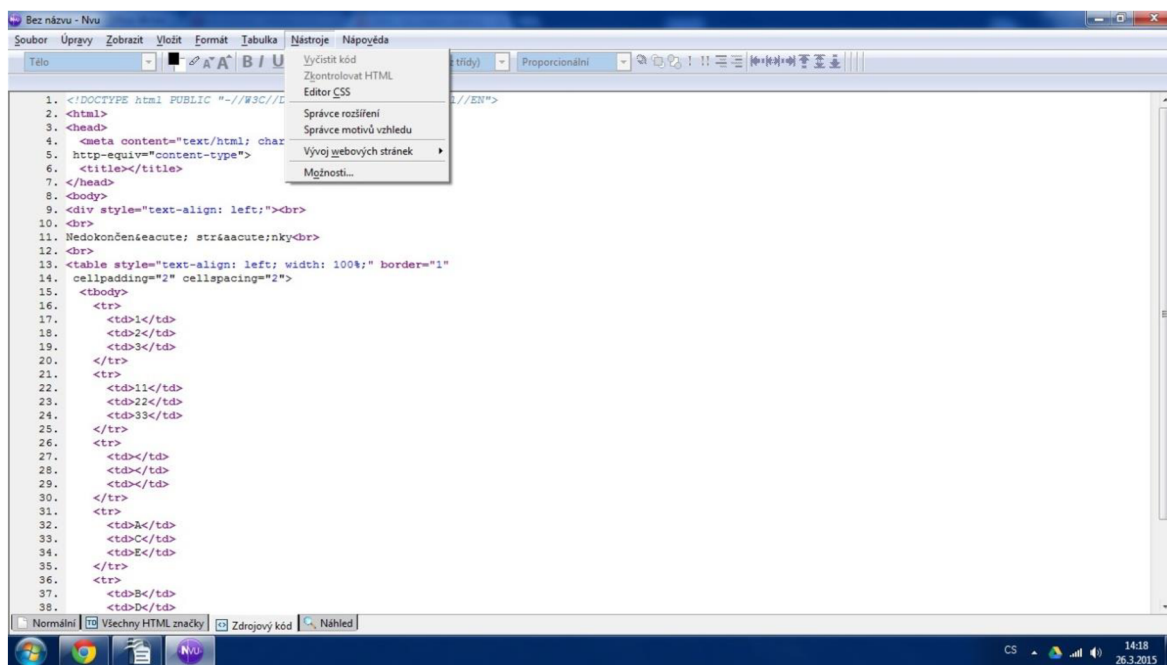 Bez názvu - Nvu
Soubor Úpravy Zobrazit Vložit Formát Tabulka Nástroje Nápověda
Tělo
A A B I U
třídy)
Proporcionální
! !!
Vyčistit kód
Zkontrolovat HTML
Editor CSS
Správce rozšíření
Správce motivů vzhledu
Vývoj webových stránek
Možnosti...
1. <!DOCTYPE html PUBLIC "-//W3C//D l//EN">
2. <html>
3. <head>
4. <meta content="text/html; char
5. http-equiv="content-type">
6. <title></title>
7. </head>
8. <body>
9. <div style="text-align: left;"><br>
10. <br>
11. Nedokončen&eacute; str&aacute;nky<br>
12. <br>
13. <table style="text-align: left; width: 100%;" border="1"
14. cellpadding="2" cellspacing="2">
15. <tbody>
16. <tr>
17. <td>1</td>
18. <td>2</td>
19. <td>3</td>
20. </tr>
21. <tr>
22. <td>11</td>
23. <td>22</td>
24. <td>33</td>
25. </tr>
26. <tr>
27. <td></td>
28. <td></td>
29. <td></td>
30. </tr>
31. <tr>
32. <td>A</td>
33. <td>C</td>
34. <td>E</td>
35. </tr>
36. <tr>
37. <td>B</td>
38. <td>D</td>
Normální TD Všechny HTML značky Zdrojový kód Náhled
NVU CS 14:18
26.3.2015